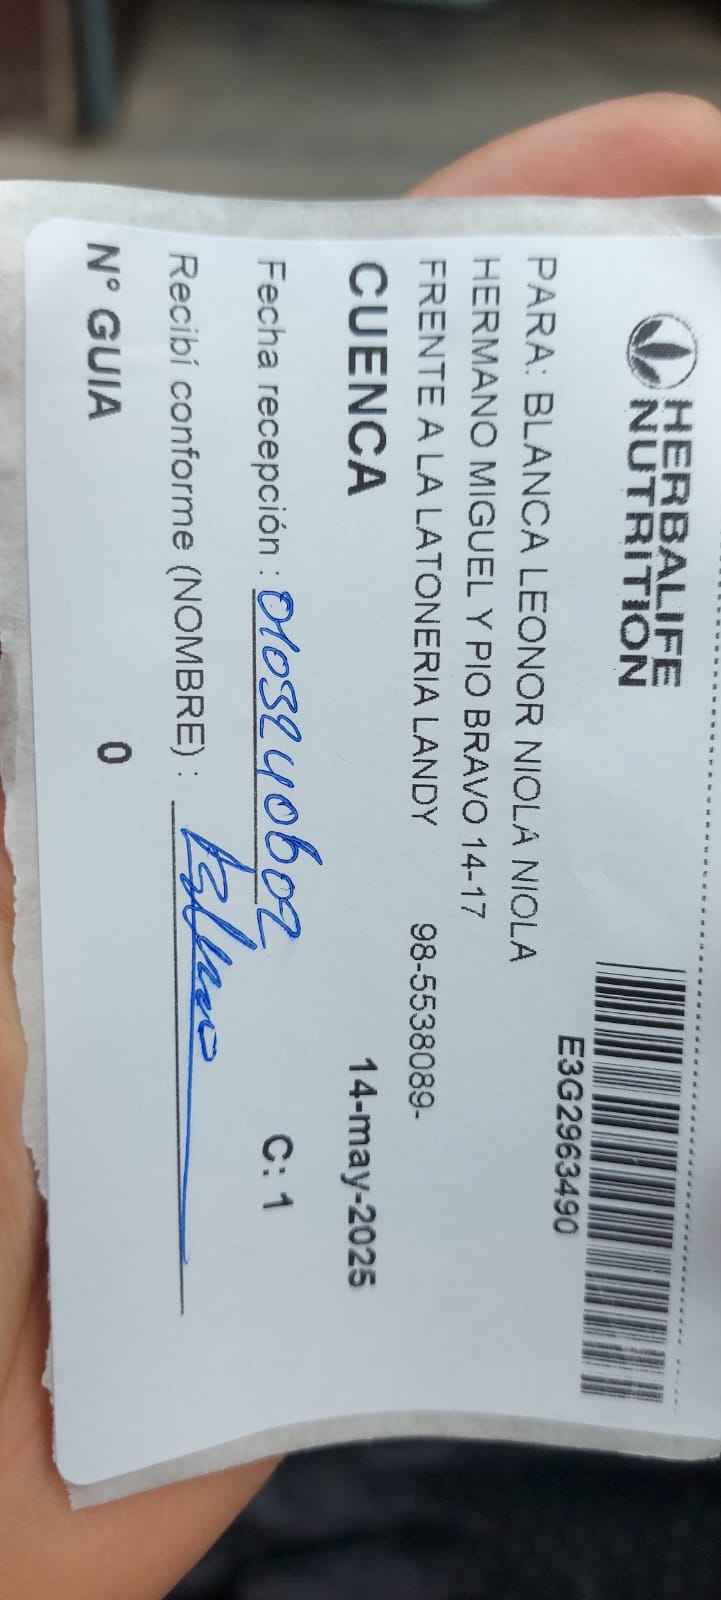 HERBALIFE
NUTRITION
E3G2963490
PARA: BLANCA LEONOR NIOLA NIOLA
HERMANO MIGUEL Y PIO BRAVO 14-17
FRENTE A LA LATONERIA LANDY 98-5538089-
CUENCA 14-may-2025
Fecha recepción : 0103240602 C: 1
Recibí conforme (NOMBRE) :
N° GUIA 0